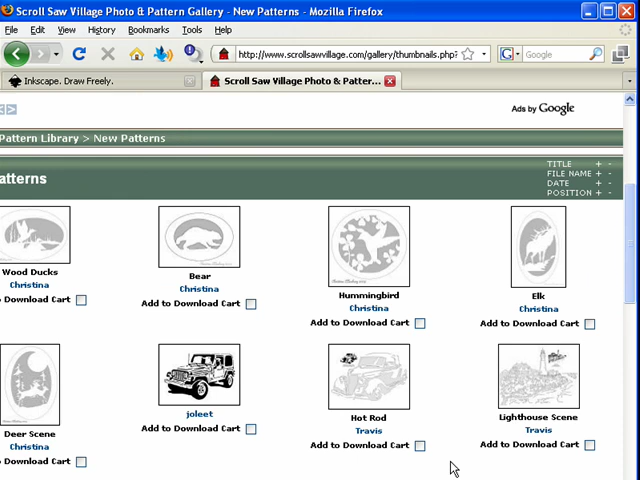 Scroll Saw Village Photo & Pattern Gallery - New Patterns - Mozilla Firefox
File Edit View History Bookmarks Tools Help
http://www.scrollsawvillage.com/gallery/thumbnails.php?
G Google
Inkscape. Draw Freely.
Scroll Saw Village Photo & Patter...
Ads by Google
Pattern Library > New Patterns
atterns
TITLE + -
FILE NAME + -
DATE + -
POSITION + -
Wood Ducks
Christina
to Download Cart
Bear
Christina
Add to Download Cart
Hummingbird
Christina
Add to Download Cart
Elk
Christina
Add to Download Cart
Deer Scene
Christina
to Download Cart
joleet
Add to Download Cart
Hot Rod
Travis
Add to Download Cart
Lighthouse Scene
Travis
Add to Download Cart